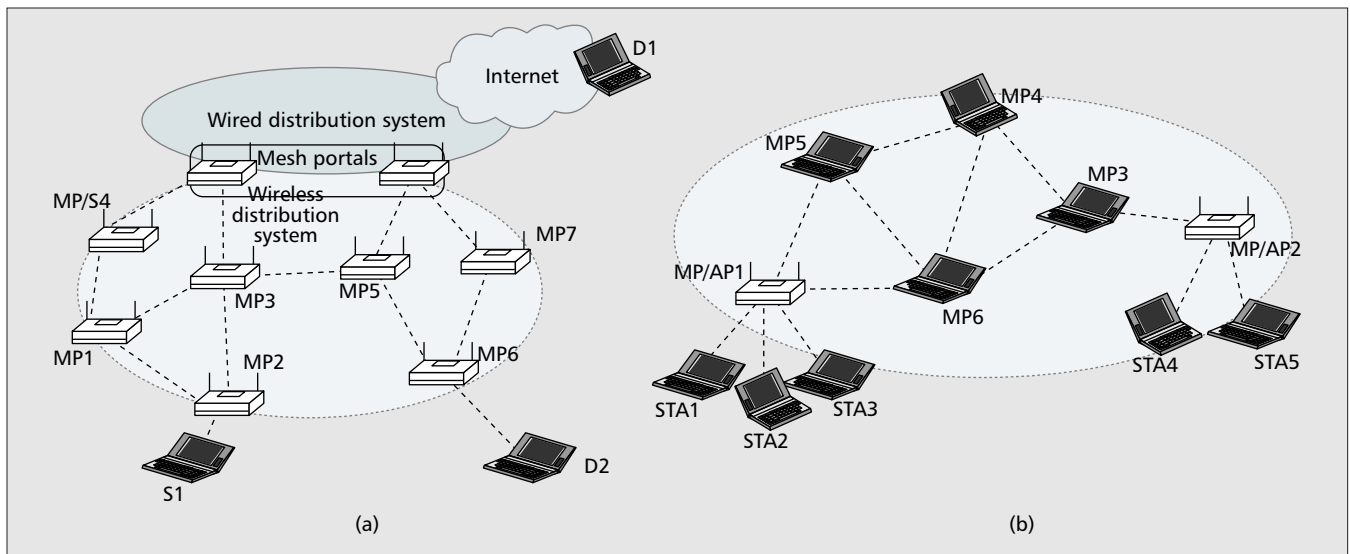 D1
Internet
Wired distribution system
Mesh portals
Wireless
distribution
system
MP/S4
MP7
MP3
MP5
MP1
MP2
MP6
S1
D2
(a)
MP4
MP5
MP3
MP/AP1
MP/AP2
MP6
STA1
STA2
STA3
STA4
STA5
(b)